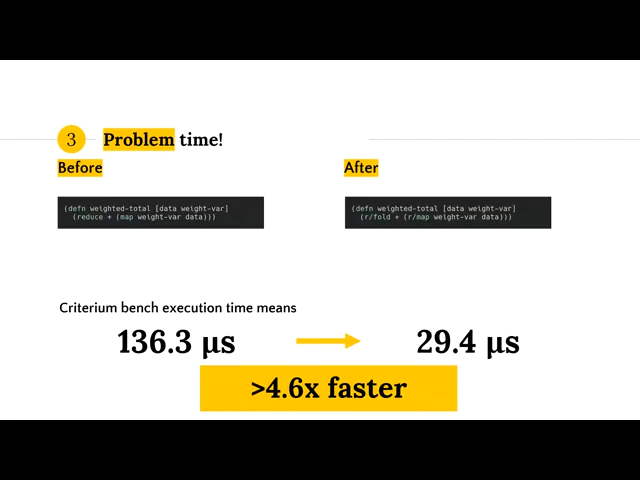 3
Problem time!
Before
After
(defn weighted-total [data weight-var]
(reduce + (map weight-var data)))
(defn weighted-total [data weight-var]
(r/fold + (r/map weight-var data)))
Criterium bench execution time means
136.3 µs
29.4 µs
>4.6x faster